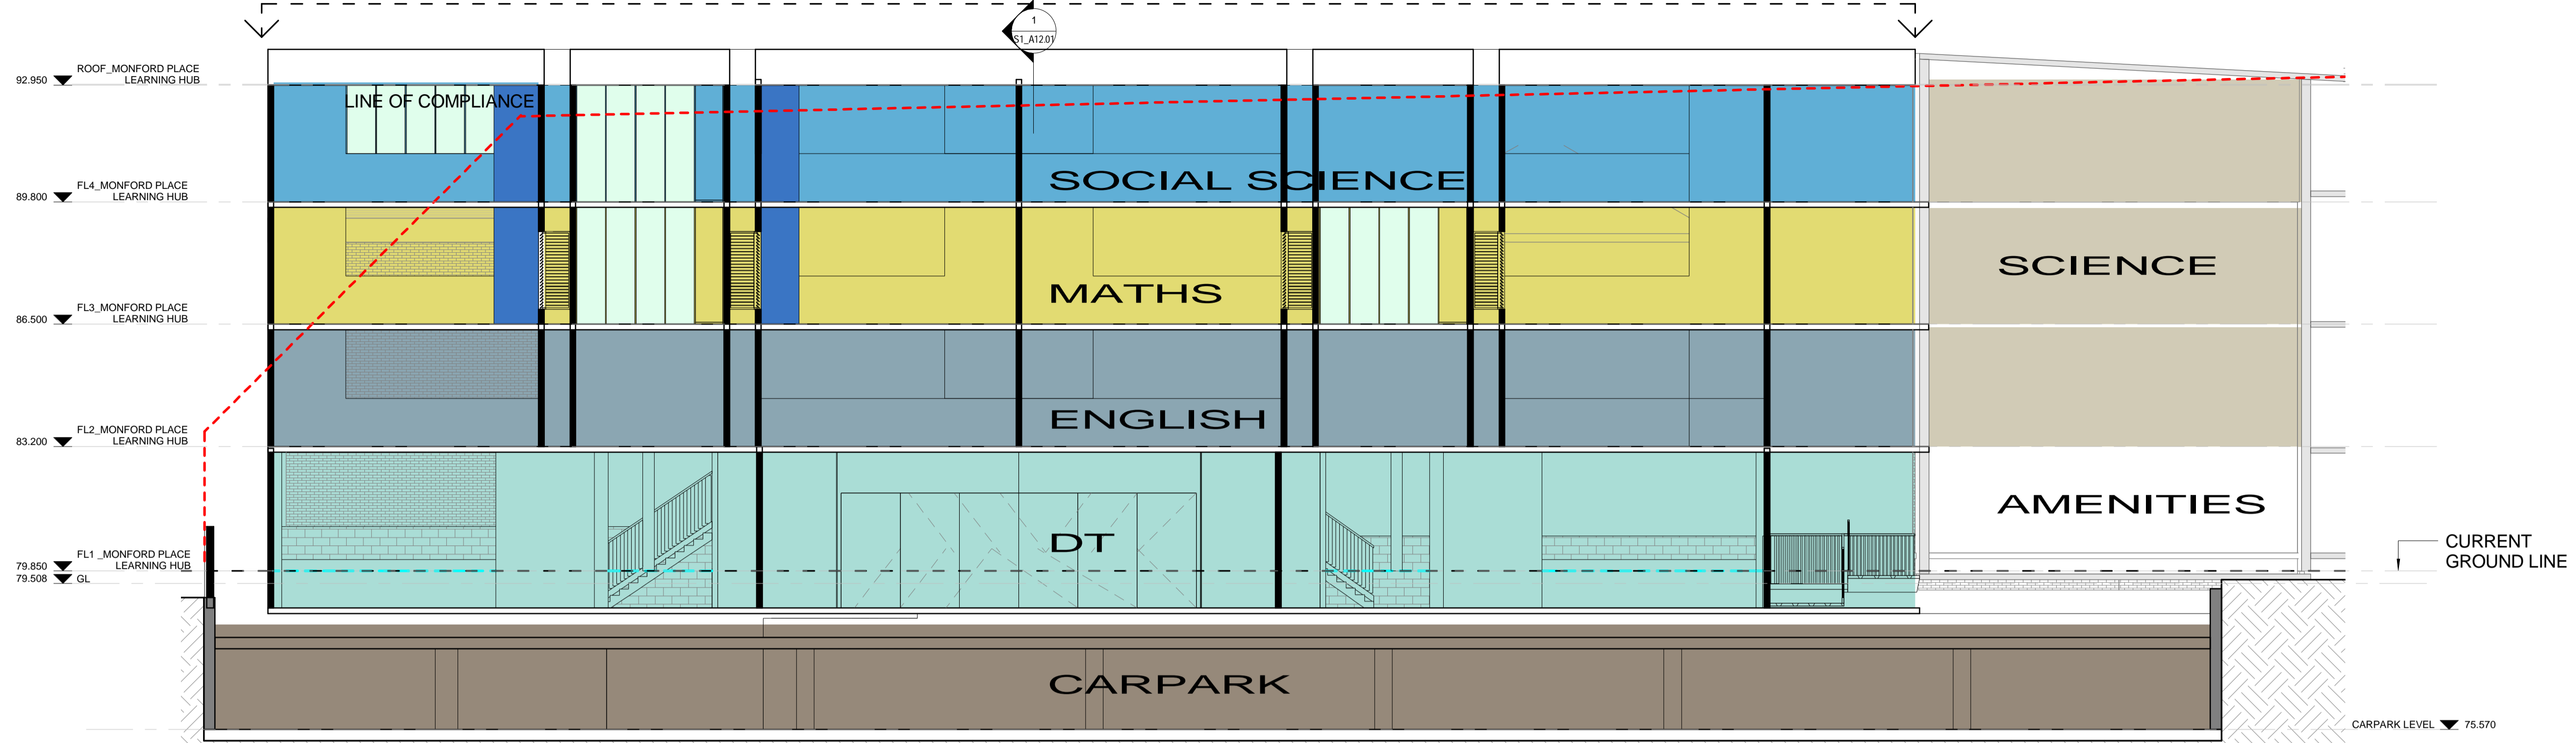 1
S1_A12.01
92.950
ROOF_MONFORD PLACE
LEARNING HUB
LINE OF COMPLIANCE
SOCIAL SCIENCE
89.800
FL4_MONFORD PLACE
LEARNING HUB
SCIENCE
MATHS
86.500
FL3_MONFORD PLACE
LEARNING HUB
ENGLISH
83.200
FL2_MONFORD PLACE
LEARNING HUB
AMENITIES
DT
79.850
FL1 _MONFORD PLACE
LEARNING HUB
79.508
GL
CURRENT
GROUND LINE
CARPARK
CARPARK LEVEL 75.570